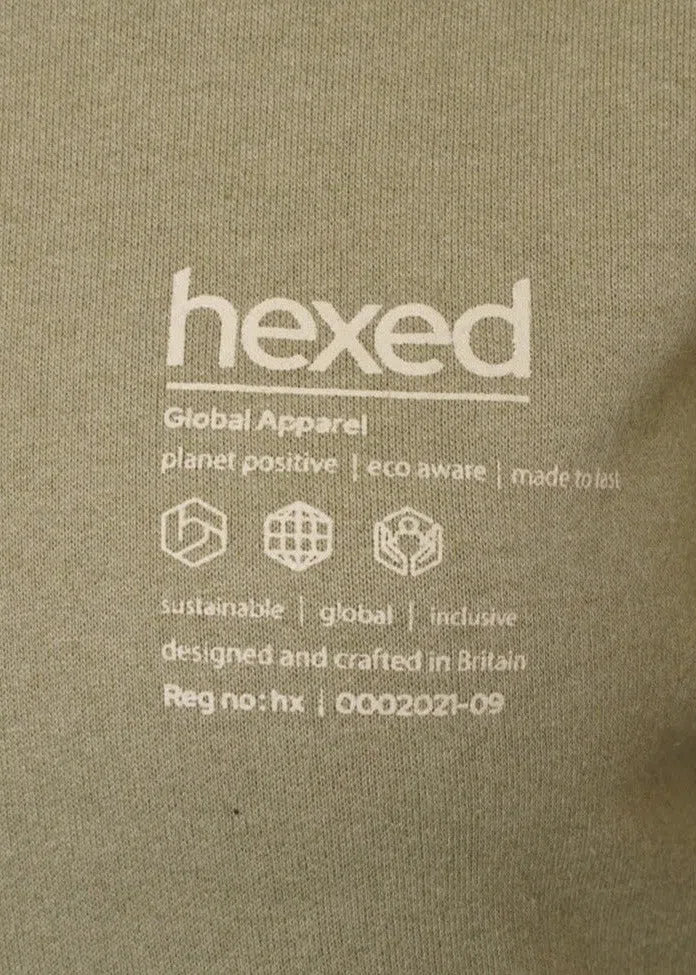 hexed
Global Apparel
planet positive | eco aware | made to last
sustainable | global | inclusive
designed and crafted in Britain
Reg no: hx | 0002021-09